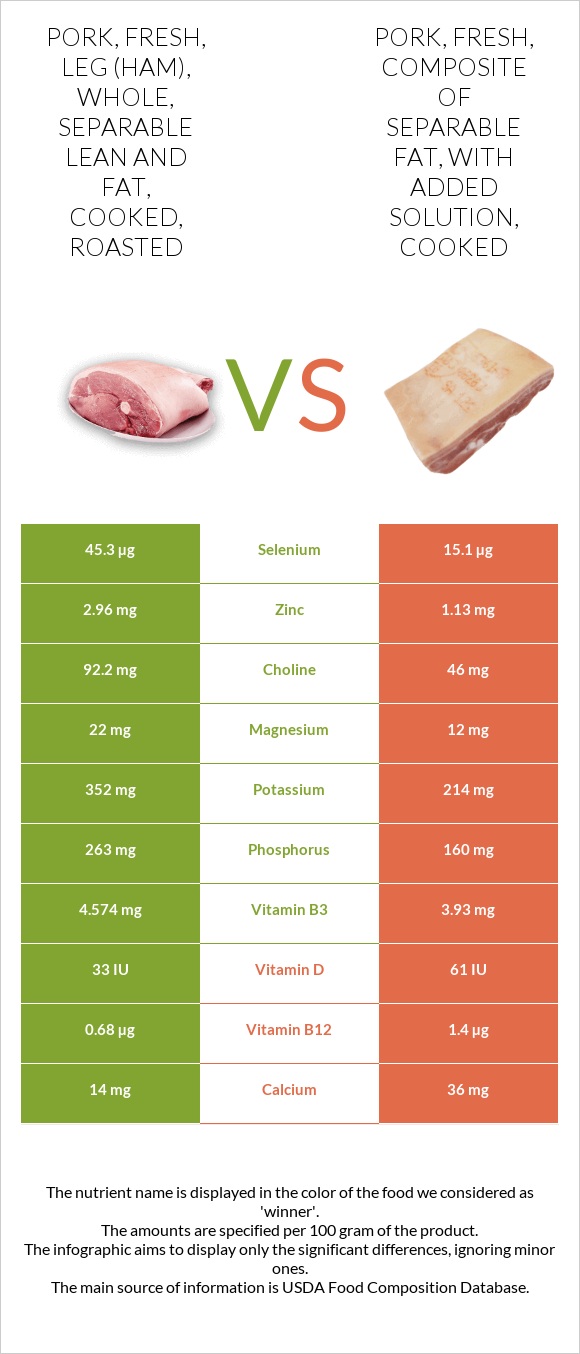 PORK, FRESH,
LEG (HAM),
WHOLE,
SEPARABLE
LEAN AND
FAT,
COOKED,
ROASTED
PORK, FRESH,
COMPOSITE
OF
SEPARABLE
FAT, WITH
ADDED
SOLUTION,
COOKED
VS
45.3 µg Selenium 15.1 µg
2.96 mg Zinc 1.13 mg
92.2 mg Choline 46 mg
22 mg Magnesium 12 mg
352 mg Potassium 214 mg
263 mg Phosphorus 160 mg
4.574 mg Vitamin B3 3.93 mg
33 IU Vitamin D 61 IU
0.68 µg Vitamin B12 1.4 µg
14 mg Calcium 36 mg
The nutrient name is displayed in the color of the food we considered as
'winner'.
The amounts are specified per 100 gram of the product.
The infographic aims to display only the significant differences, ignoring minor
ones.
The main source of information is USDA Food Composition Database.